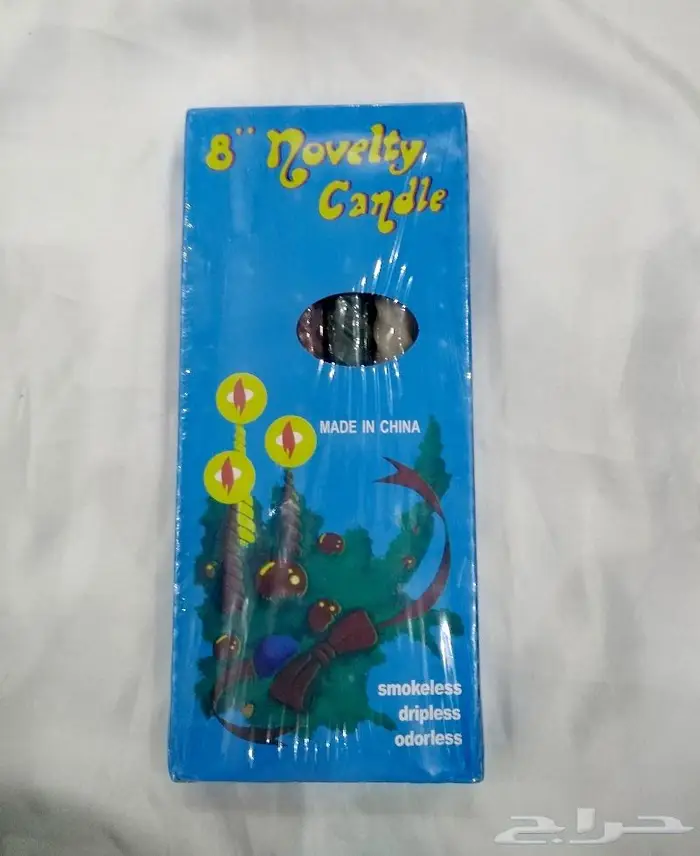 8" Novelty
Candle
MADE IN CHINA
smokeless
dripless
odorless
حراج